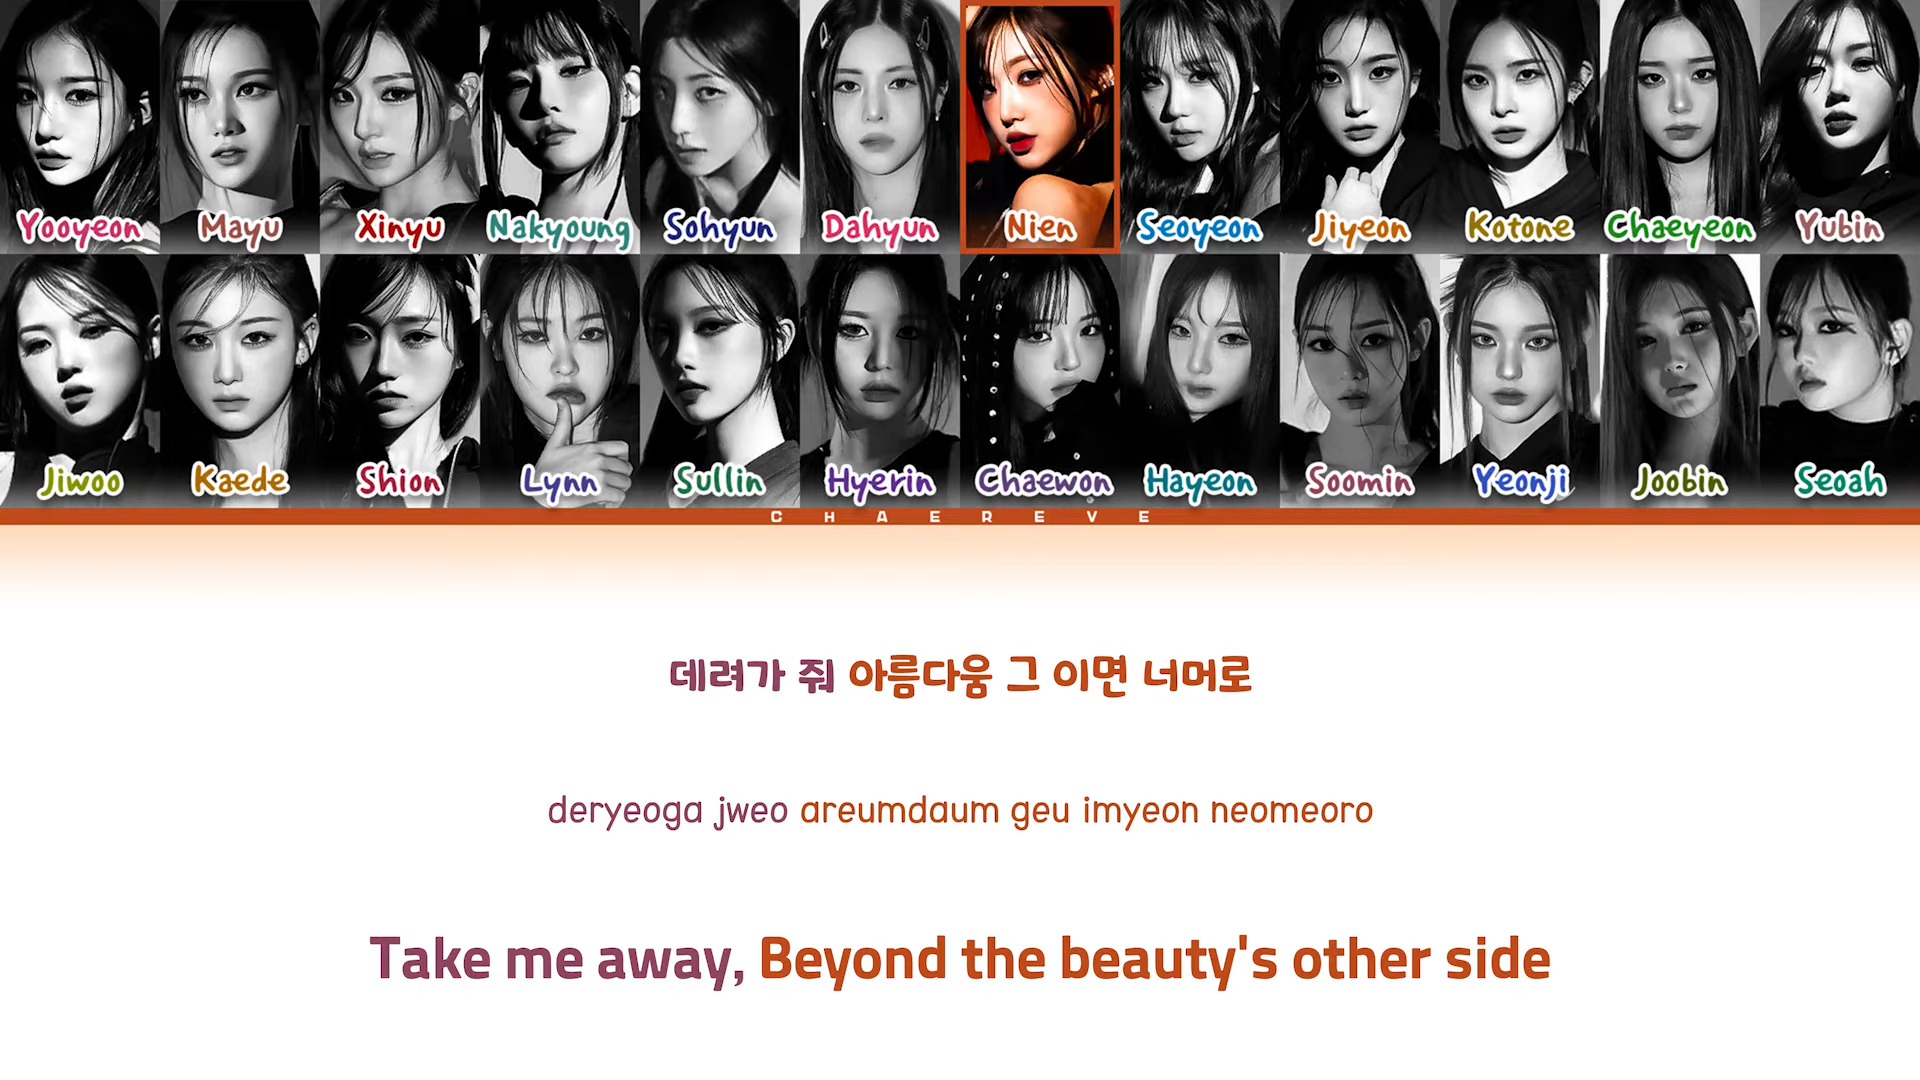 Yooyeon Mayu Xinyu Nakyoung Sohyun Dahyun Nien Seoyeon Jiyeon Kotone Chaeyeon Yubin
Jiwoo Kaede Shion Lynn Sullin Hyerin Chaewon Hayeon Soomin Yeonji Joobin Seoah
CHAEREVE
데려가 줘 아름다움 그 이면 너머로
deryeoga jweo areumdaum geu imyeon neomeoro
Take me away, Beyond the beauty's other side